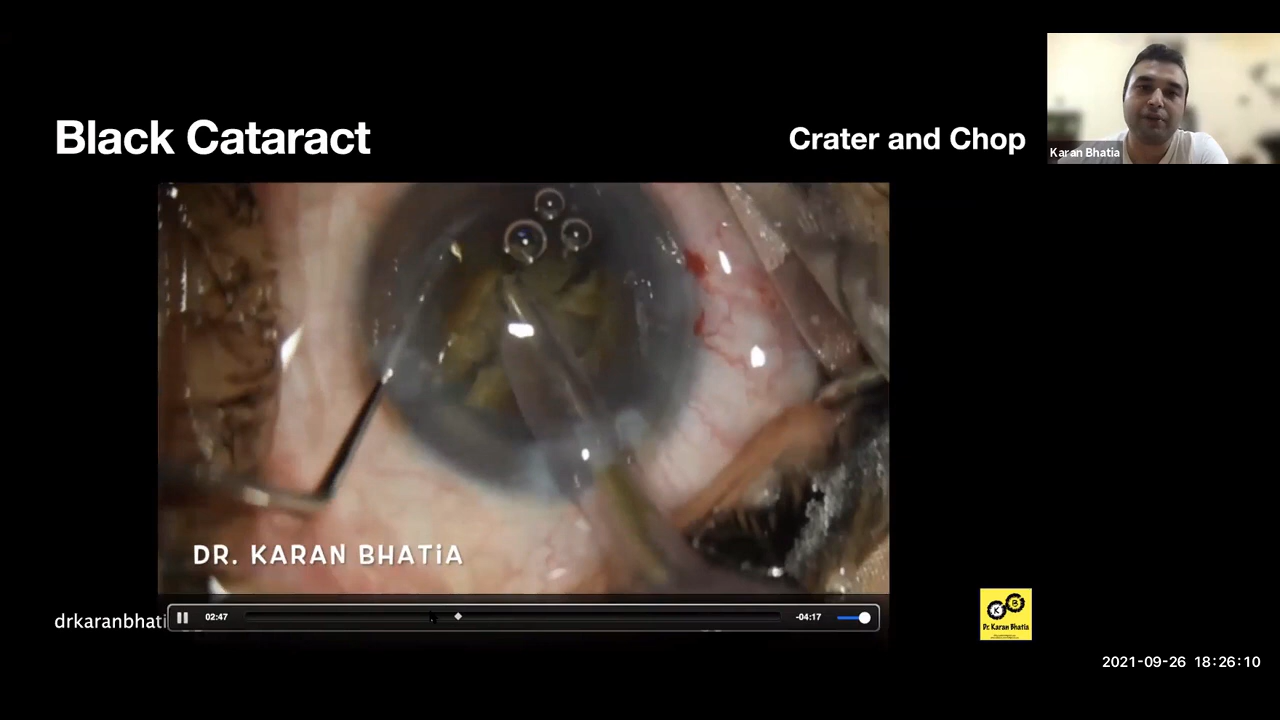 Black Cataract
Crater and Chop
Karan Bhatia
DR. KARAN BHATiA
drkaranbhati
02:47
-04:17
K
B
Dr. Karan Bhatia
2021-09-26 18:26:10